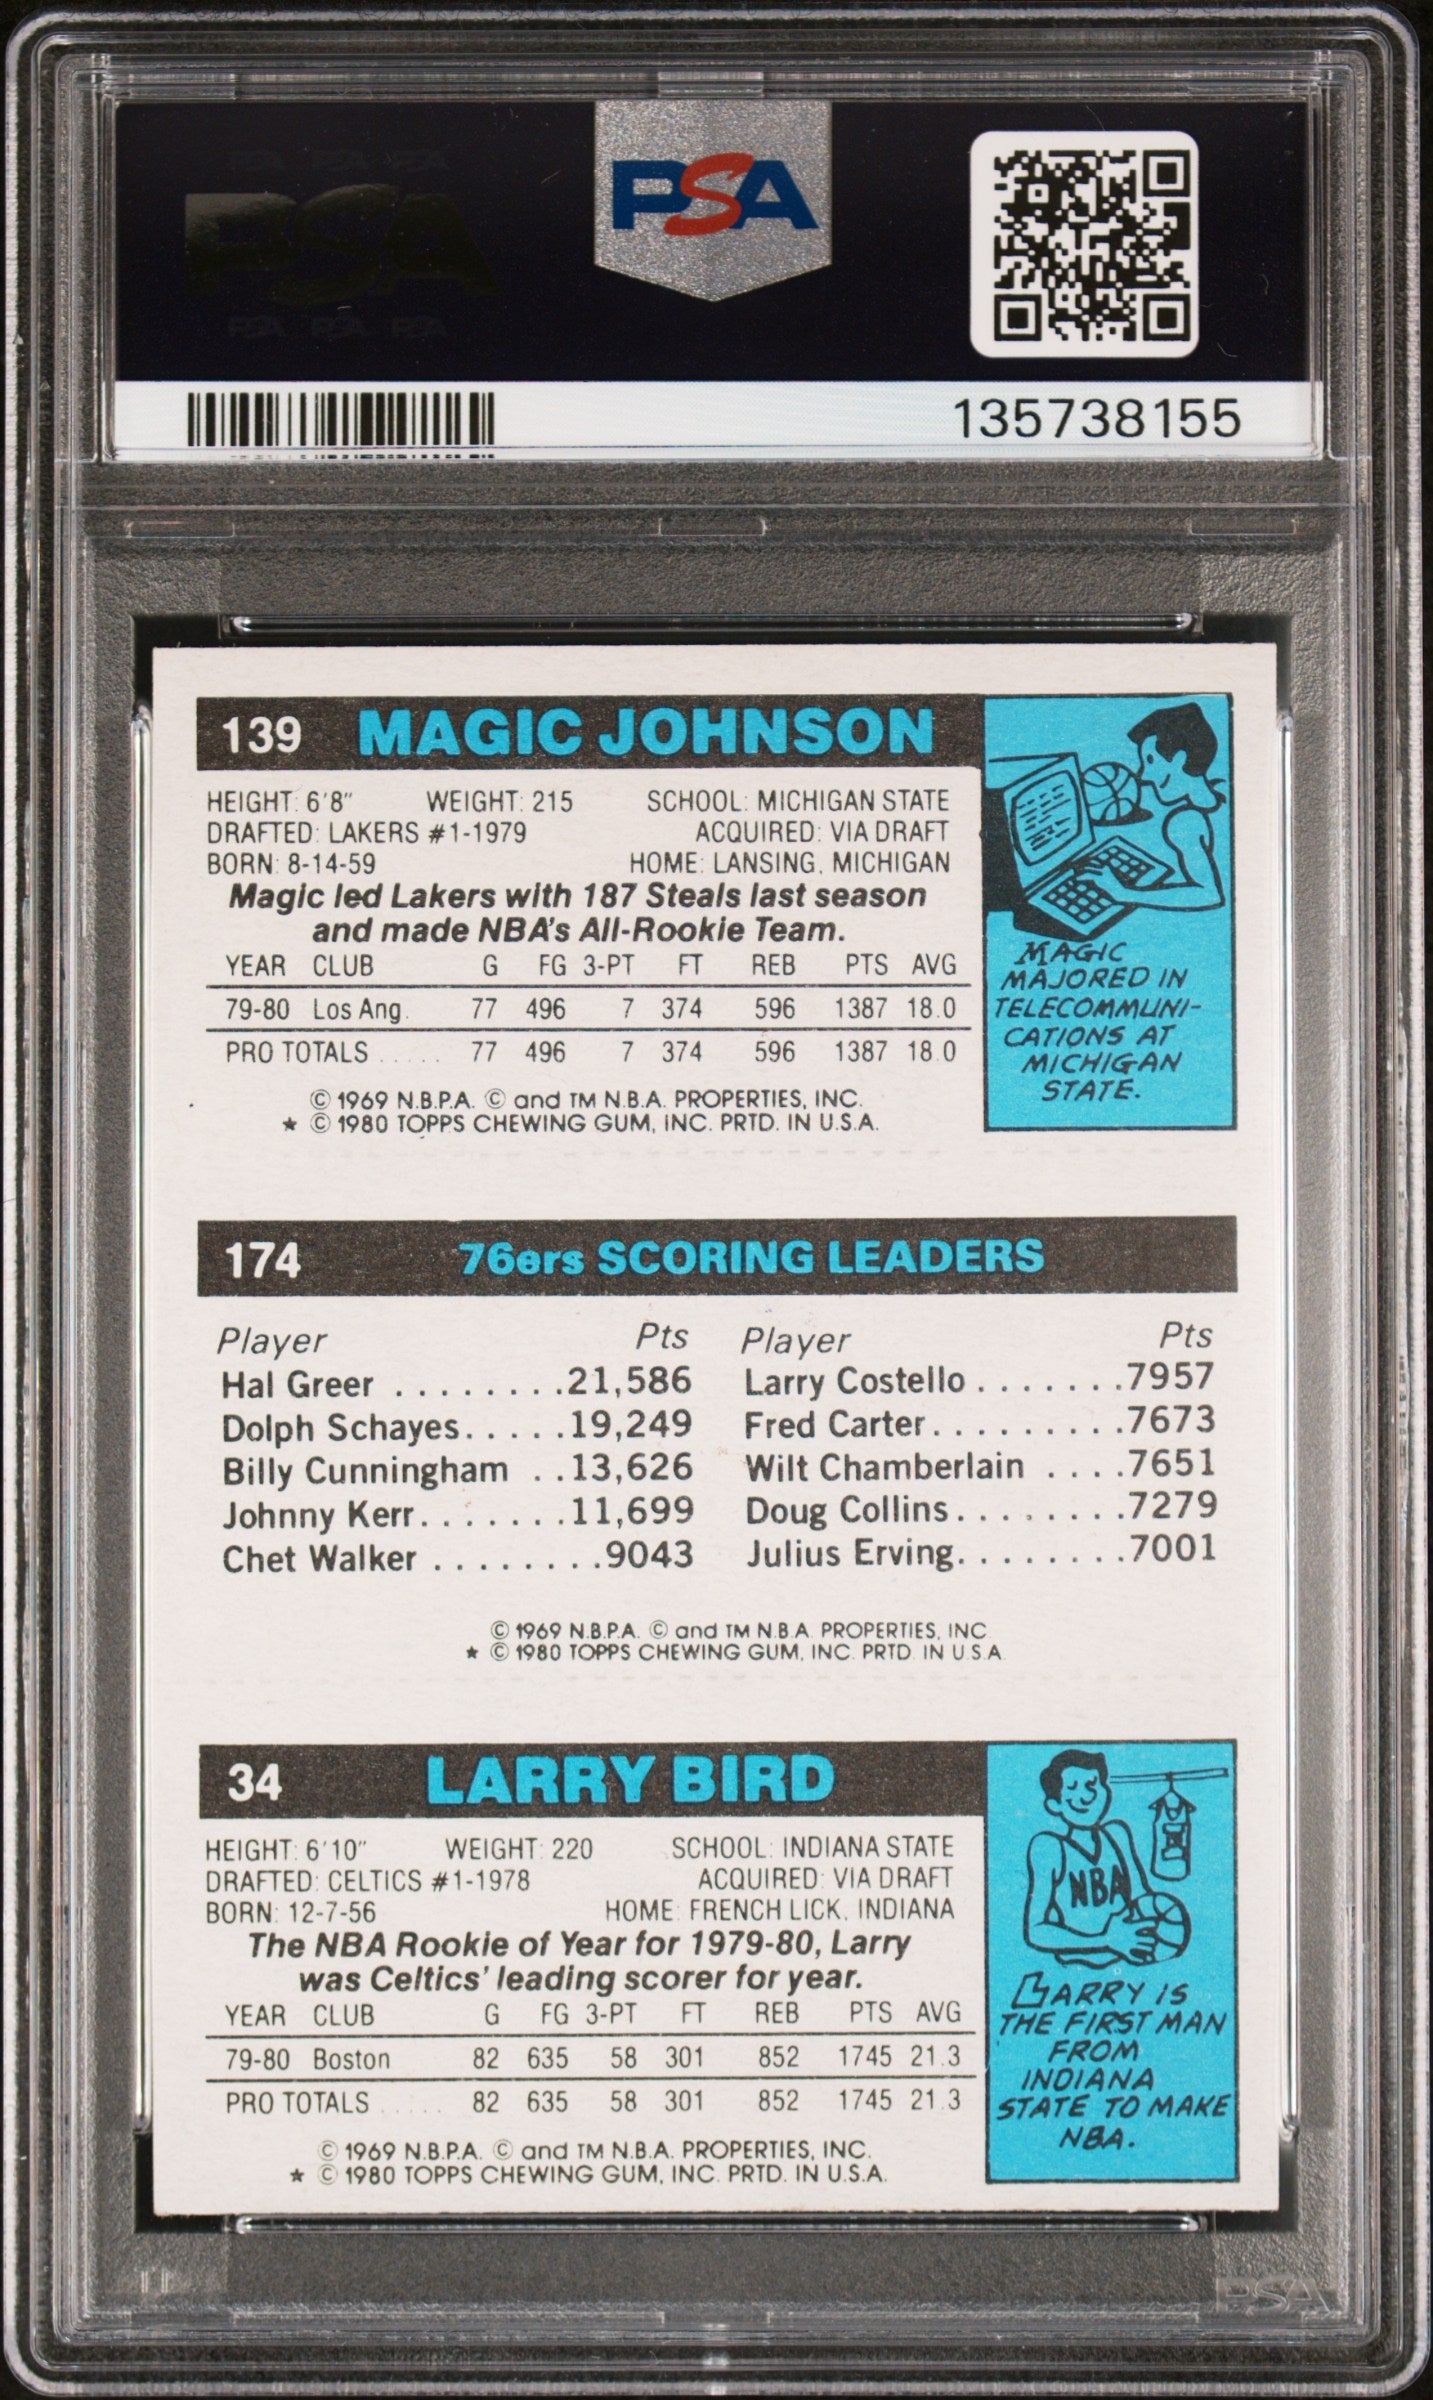 PSA PSA PSA
PSA
PSA PSA PSA
PSA
135738155
139 MAGIC JOHNSON
HEIGHT: 6'8" WEIGHT: 215 SCHOOL: MICHIGAN STATE
DRAFTED: LAKERS #1-1979 ACQUIRED: VIA DRAFT
BORN: 8-14-59 HOME: LANSING, MICHIGAN
Magic led Lakers with 187 Steals last season
and made NBA's All-Rookie Team.
YEAR CLUB G FG 3-PT FT REB PTS AVG
79-80 Los Ang. 77 496 7 374 596 1387 18.0
PRO TOTALS ..... 77 496 7 374 596 1387 18.0
© 1969 N.B.P.A. © and TM N.B.A. PROPERTIES, INC.
★ © 1980 TOPPS CHEWING GUM, INC. PRTD. IN U.S.A.
MAGIC
MAJORED IN
TELECOMMUNI-
CATIONS AT
MICHIGAN
STATE.
174 76ers SCORING LEADERS
Player Pts Player Pts
Hal Greer ........21,586 Larry Costello.......7957
Dolph Schayes.....19,249 Fred Carter.........7673
Billy Cunningham ..13,626 Wilt Chamberlain ....7651
Johnny Kerr.......11,699 Doug Collins........7279
Chet Walker ........9043 Julius Erving........7001
© 1969 N.B.P.A. © and TM N.B.A. PROPERTIES, INC.
★ © 1980 TOPPS CHEWING GUM, INC. PRTD. IN U.S.A.
34 LARRY BIRD
HEIGHT: 6'10" WEIGHT: 220 SCHOOL: INDIANA STATE
DRAFTED: CELTICS #1-1978 ACQUIRED: VIA DRAFT
BORN: 12-7-56 HOME: FRENCH LICK, INDIANA
The NBA Rookie of Year for 1979-80, Larry
was Celtics' leading scorer for year.
YEAR CLUB G FG 3-PT FT REB PTS AVG
79-80 Boston 82 635 58 301 852 1745 21.3
PRO TOTALS ..... 82 635 58 301 852 1745 21.3
© 1969 N.B.P.A. © and TM N.B.A. PROPERTIES, INC.
★ © 1980 TOPPS CHEWING GUM, INC. PRTD. IN U.S.A.
NBA
LARRY IS
THE FIRST MAN
FROM
INDIANA
STATE TO MAKE
NBA.
PSA